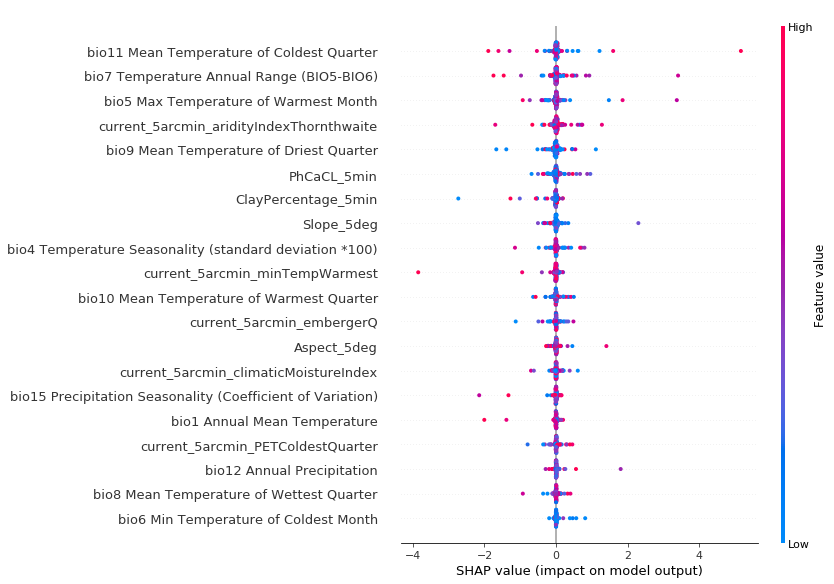 High
bio11 Mean Temperature of Coldest Quarter
bio7 Temperature Annual Range (BIO5-BIO6)
bio5 Max Temperature of Warmest Month
current_5arcmin_aridityIndexThornthwaite
bio9 Mean Temperature of Driest Quarter
PhCaCL_5min
ClayPercentage_5min
Slope_5deg
bio4 Temperature Seasonality (standard deviation *100)
current_5arcmin_minTempWarmest
bio10 Mean Temperature of Warmest Quarter
current_5arcmin_embergerQ
Aspect_5deg
current_5arcmin_climaticMoistureIndex
bio15 Precipitation Seasonality (Coefficient of Variation)
bio1 Annual Mean Temperature
current_5arcmin_PETColdestQuarter
bio12 Annual Precipitation
bio8 Mean Temperature of Wettest Quarter
bio6 Min Temperature of Coldest Month
Feature value
Low
−4 −2 0 2 4
SHAP value (impact on model output)